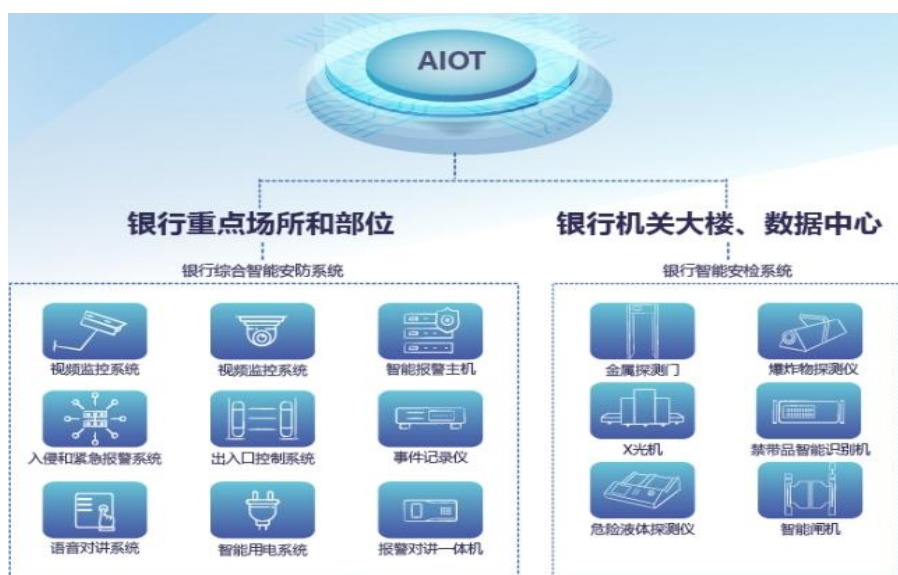 AIOT
银行重点场所和部位
银行机关大楼、数据中心
银行综合智能安防系统
银行智能安检系统
视频监控系统
视频监控系统
智能报警主机
入侵和紧急报警系统
出入口控制系统
事件记录仪
语音对讲系统
智能用电系统
报警对讲一体机
金属探测门
爆炸物探测仪
X光机
禁带品智能识别机
危险液体探测仪
智能闸机